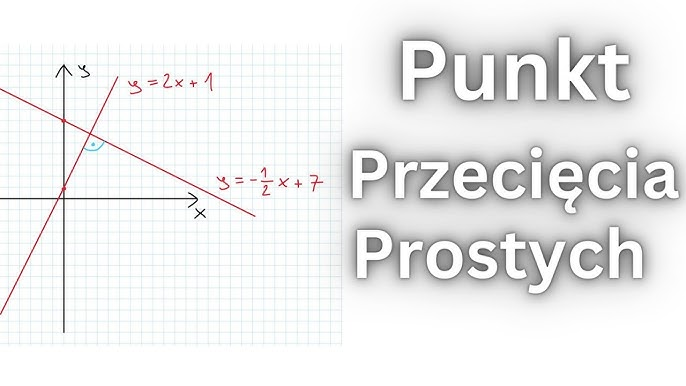 y
y = 2x + 1
y = -1/2 x + 7
x
Punkt
Przecięcia
Prostych